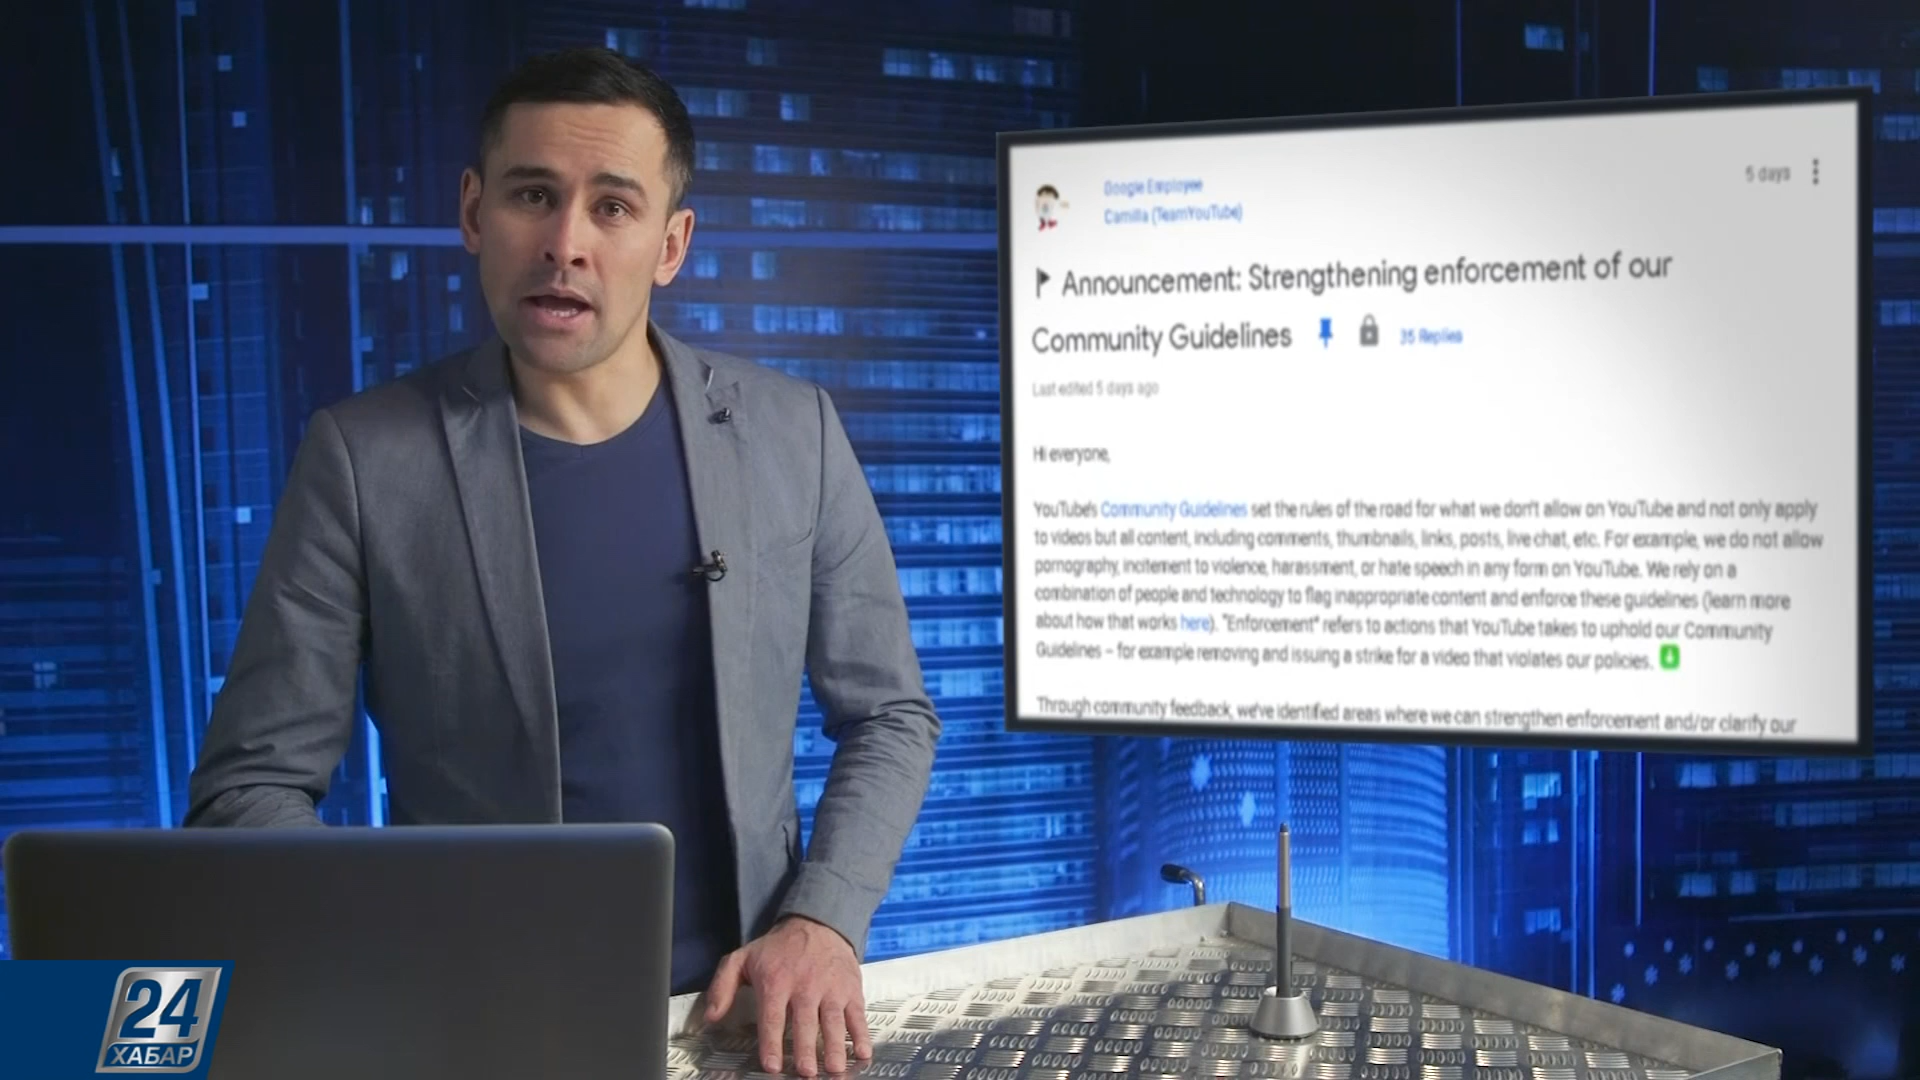 Google Employee
Camilla (TeamYouTube)
5 days
Announcement: Strengthening enforcement of our
Community Guidelines
35 Replies
Last edited 5 days ago
Hi everyone,
YouTube's Community Guidelines set the rules of the road for what we don't allow on YouTube and not only apply
to videos but all content, including comments, thumbnails, links, posts, live chat, etc. For example, we do not allow
pornography, incitement to violence, harassment, or hate speech in any form on YouTube. We rely on a
combination of people and technology to flag inappropriate content and enforce these guidelines (learn more
about how that works here). "Enforcement" refers to actions that YouTube takes to uphold our Community
Guidelines – for example removing and issuing a strike for a video that violates our policies.
Through community feedback, we've identified areas where we can strengthen enforcement and/or clarify our
24
ХАБАР